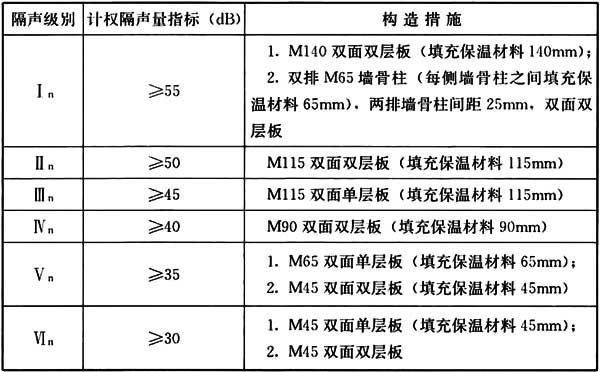 隔声级别 计权隔声量指标（dB） 构造措施
Ⅰn ≥55 1. M140 双面双层板（填充保温材料 140mm）；
2. 双排 M65 墙骨柱（每侧墙骨柱之间填充保
温材料 65mm），两排墙骨柱间距 25mm，双面双
层板
Ⅱn ≥50 M115 双面双层板（填充保温材料 115mm）
Ⅲn ≥45 M115 双面单层板（填充保温材料 115mm）
Ⅳn ≥40 M90 双面双层板（填充保温材料 90mm）
Ⅴn ≥35 1. M65 双面单层板（填充保温材料 65mm）；
2. M45 双面双层板（填充保温材料 45mm）
Ⅵn ≥30 1. M45 双面单层板（填充保温材料 45mm）；
2. M45 双面双层板